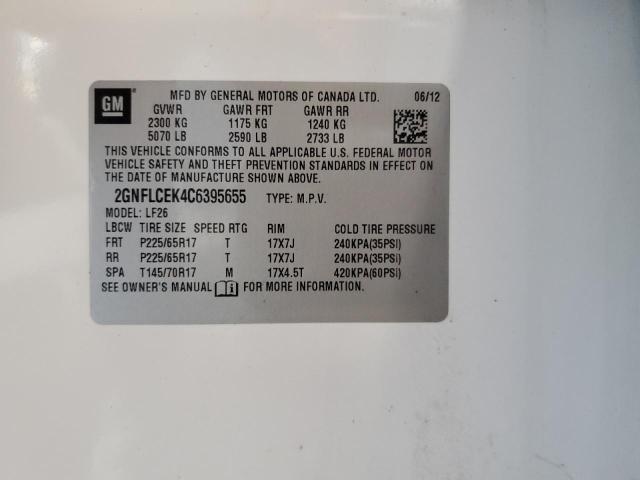 GM
MFD BY GENERAL MOTORS OF CANADA LTD. 06/12
GVWR GAWR FRT GAWR RR
2300 KG 1175 KG 1240 KG
5070 LB 2590 LB 2733 LB
THIS VEHICLE CONFORMS TO ALL APPLICABLE U.S. FEDERAL MOTOR
VEHICLE SAFETY AND THEFT PREVENTION STANDARDS IN EFFECT ON
THE DATE OF MANUFACTURE SHOWN ABOVE.
2GNFLCEK4C6395655 TYPE: M.P.V.
MODEL: LF26
LBCW TIRE SIZE SPEED RTG RIM COLD TIRE PRESSURE
FRT P225/65R17 T 17X7J 240KPA(35PSI)
RR P225/65R17 T 17X7J 240KPA(35PSI)
SPA T145/70R17 M 17X4.5T 420KPA(60PSI)
SEE OWNER'S MANUAL i FOR MORE INFORMATION.